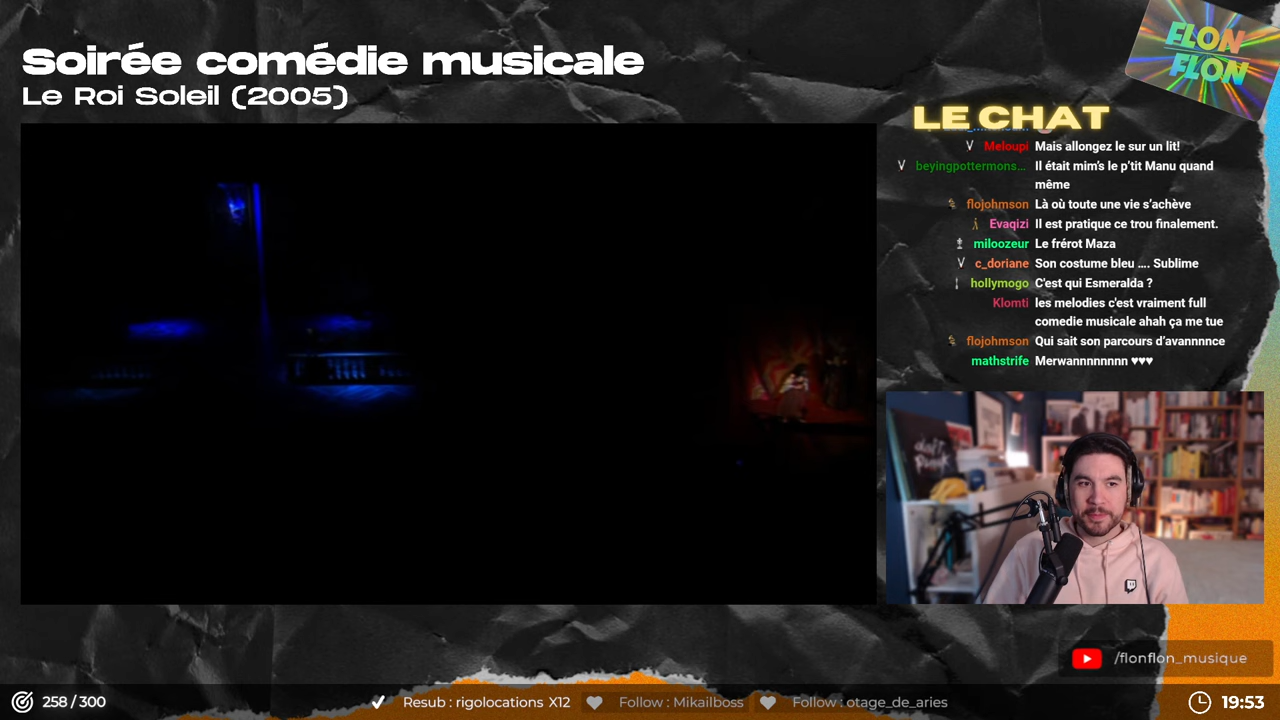 Soirée comédie musicale
Le Roi Soleil (2005)
FLON
FLON
LE CHAT
Meloupi Mais allongez le sur un lit!
beyingpottermons... Il était mim's le p'tit Manu quand
même
flojohmson Là où toute une vie s'achève
Evaqizi Il est pratique ce trou finalement.
miloozeur Le frérot Maza
c_doriane Son costume bleu .... Sublime
hollymogo C'est qui Esmeralda ?
Klomti les melodies c'est vraiment full
comedie musicale ahah ça me tue
flojohmson Qui sait son parcours d'avannnnce
mathstrife Merwannnnnnn ♥♥♥
daft
punk
/flonflon_musique
258 / 300
Resub : rigolocations X12
Follow : Mikailboss
Follow : otage_de_aries
19:53